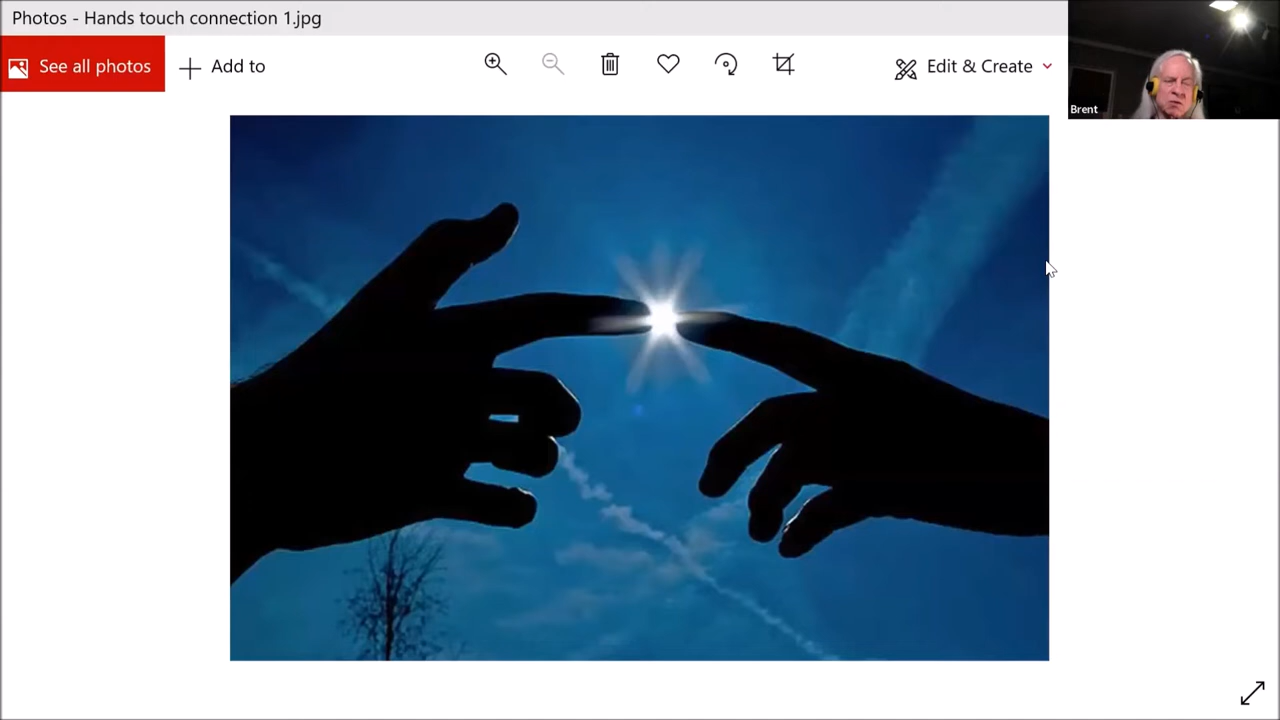 Photos - Hands touch connection 1.jpg
See all photos
Add to
Edit & Create
Brent